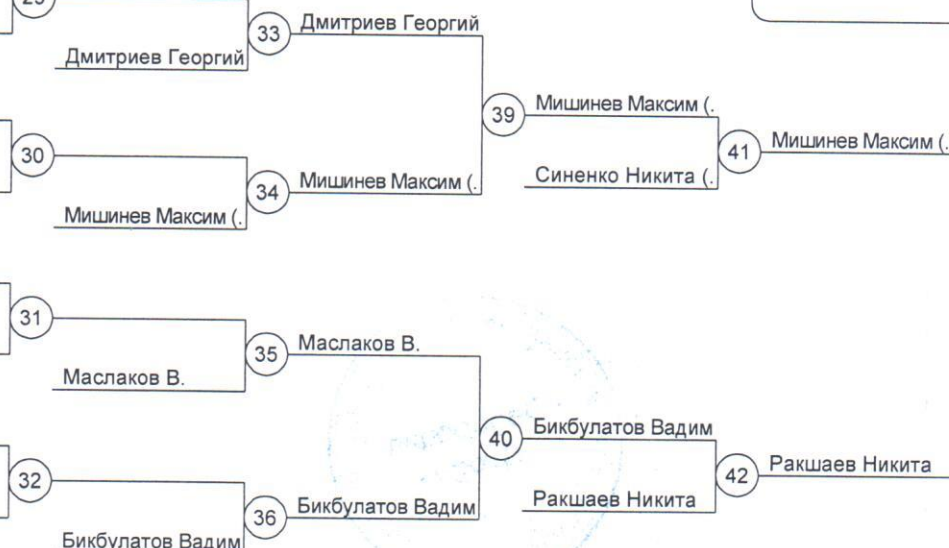 29
33 Дмитриев Георгий
Дмитриев Георгий
39 Мишинев Максим (.
30
41 Мишинев Максим (.
Синенко Никита (.
34 Мишинев Максим (.
Мишинев Максим (.
31
35 Маслаков В.
Маслаков В.
40 Бикбулатов Вадим
42 Ракшаев Никита
32
Ракшаев Никита
36 Бикбулатов Вадим
Бикбулатов Вадим